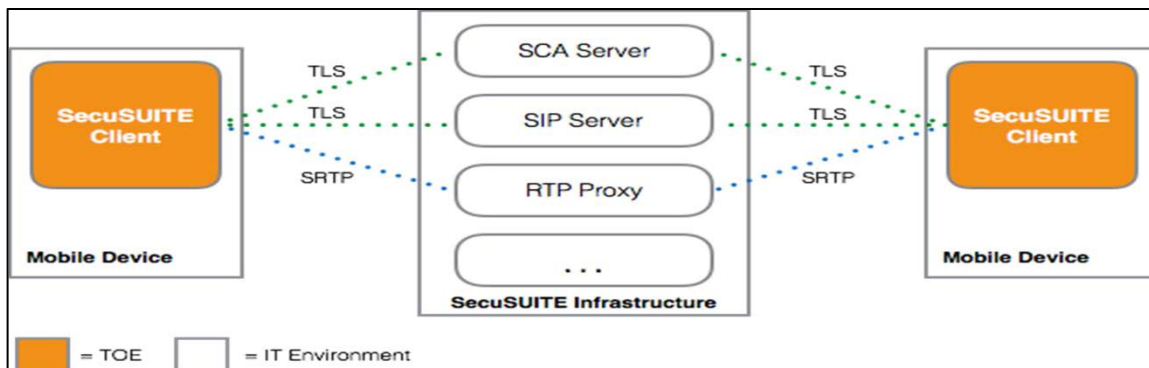 SCA Server
TLS
TLS
SecuSUITE
Client
TLS
SIP Server
TLS
SecuSUITE
Client
SRTP
RTP Proxy
SRTP
Mobile Device
...
Mobile Device
SecuSUITE Infrastructure
= TOE
= IT Environment